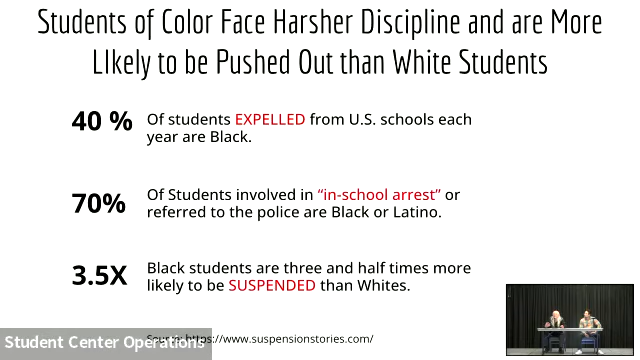 Students of Color Face Harsher Discipline and are More
LIkely to be Pushed Out than White Students
40 %
Of students EXPELLED from U.S. schools each
year are Black.
70%
Of Students involved in “in-school arrest” or
referred to the police are Black or Latino.
3.5X
Black students are three and half times more
likely to be SUSPENDED than Whites.
Source: https://www.suspensionstories.com/
Student Center Operations